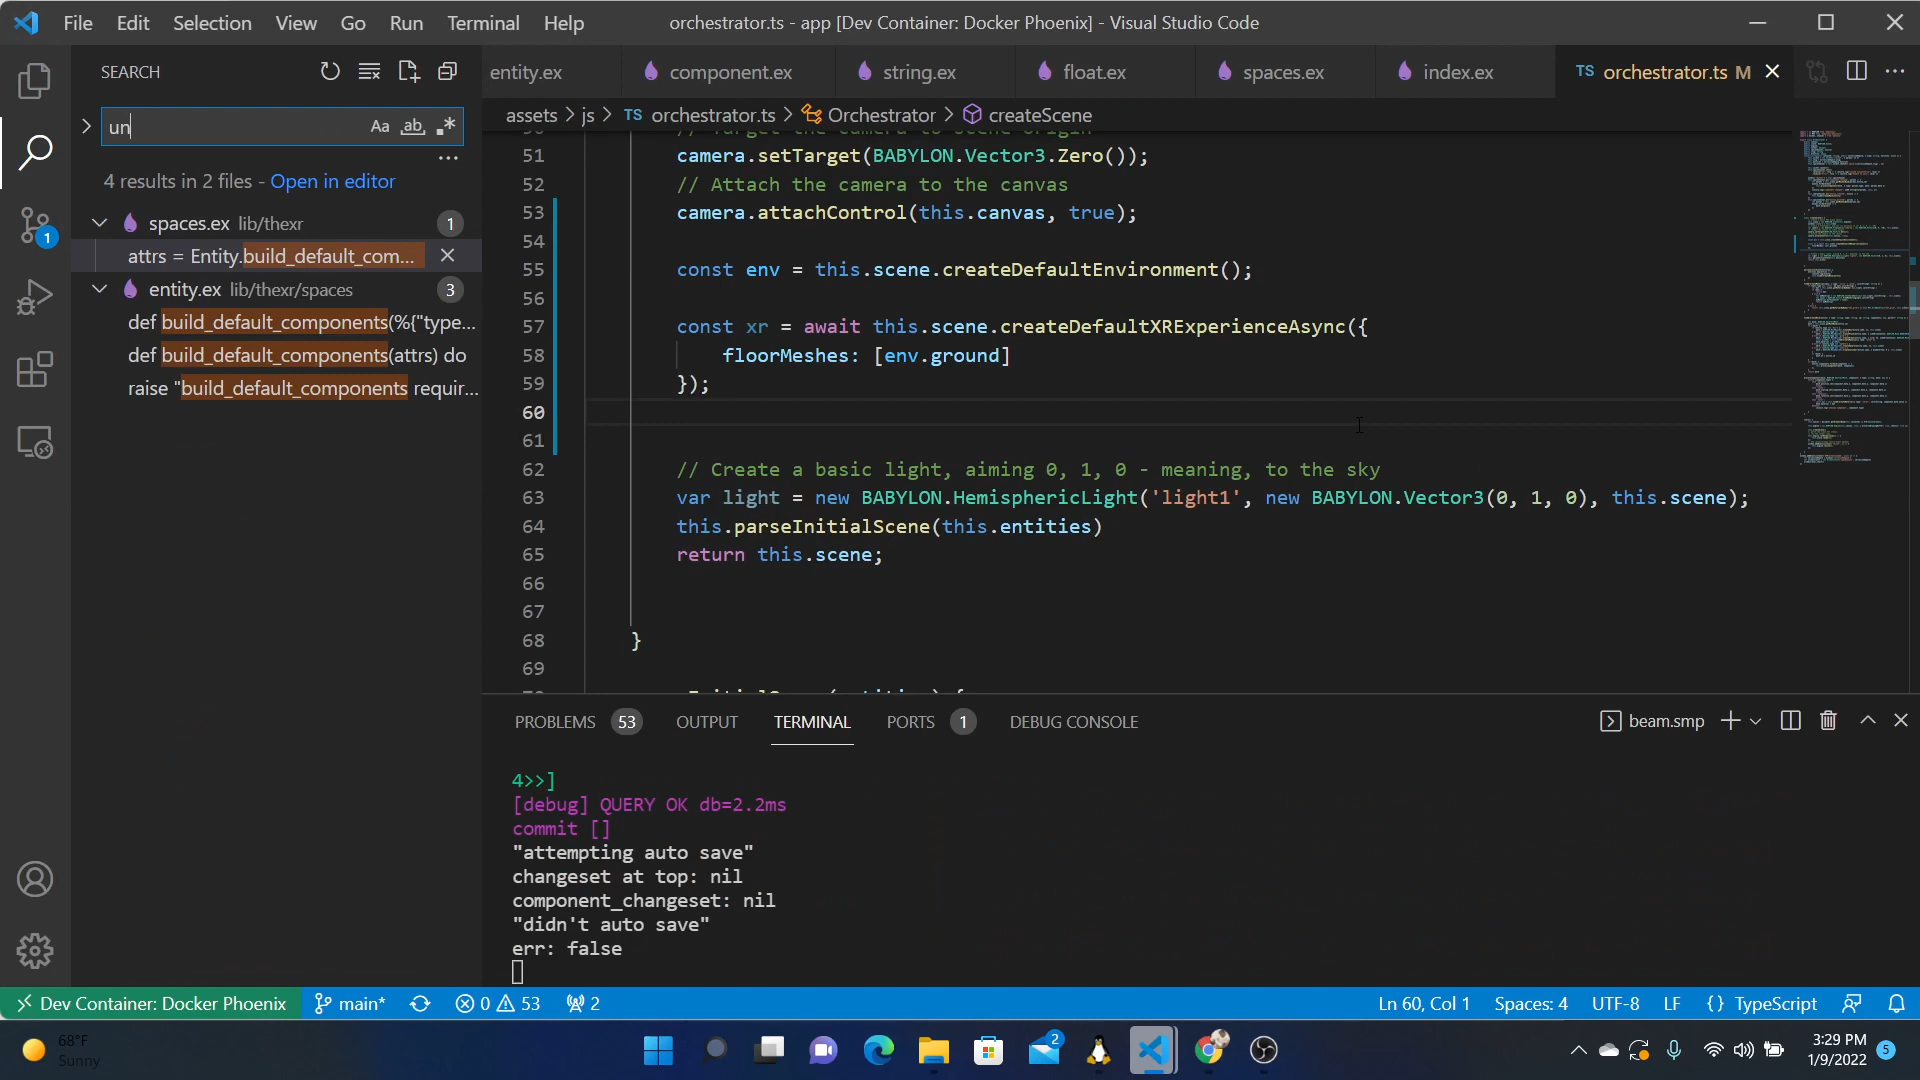 File Edit Selection View Go Run Terminal Help
orchestrator.ts - app [Dev Container: Docker Phoenix] - Visual Studio Code
SEARCH
entity.ex component.ex string.ex float.ex spaces.ex index.ex TS orchestrator.ts M
un
Aa ab .*
4 results in 2 files - Open in editor
spaces.ex lib/thexr 1
attrs = Entity.build_default_com...
entity.ex lib/thexr/spaces 3
def build_default_components(%{"type...
def build_default_components(attrs) do
raise "build_default_components requir...
1
assets > js > TS orchestrator.ts > Orchestrator > createScene
// Target the camera to scene origin
51 camera.setTarget(BABYLON.Vector3.Zero());
52 // Attach the camera to the canvas
53 camera.attachControl(this.canvas, true);
54
55 const env = this.scene.createDefaultEnvironment();
56
57 const xr = await this.scene.createDefaultXRExperienceAsync({
58 floorMeshes: [env.ground]
59 });
60
61
62 // Create a basic light, aiming 0, 1, 0 - meaning, to the sky
63 var light = new BABYLON.HemisphericLight('light1', new BABYLON.Vector3(0, 1, 0), this.scene);
64 this.parseInitialScene(this.entities)
65 return this.scene;
66
67
68 }
69
PROBLEMS 53 OUTPUT TERMINAL PORTS 1 DEBUG CONSOLE
beam.smp
4>>]
[debug] QUERY OK db=2.2ms
commit []
"attempting auto save"
changeset at top: nil
component_changeset: nil
"didn't auto save"
err: false
Dev Container: Docker Phoenix main* 0 53 2
Ln 60, Col 1 Spaces: 4 UTF-8 LF {} TypeScript
68°F
Sunny
2
3:29 PM
1/9/2022
5